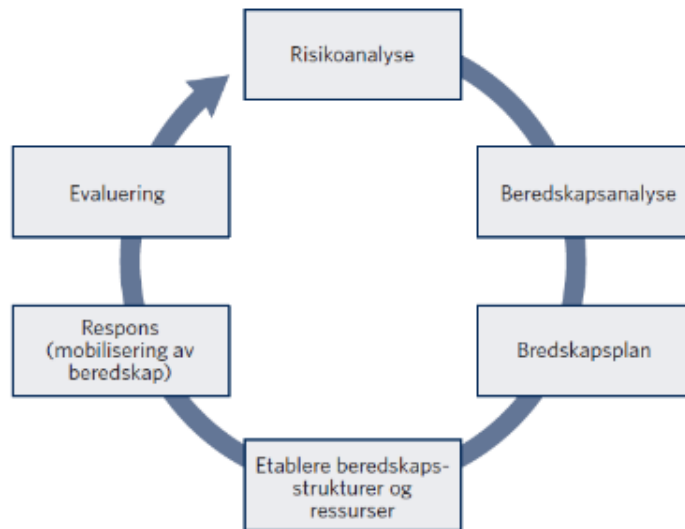 Risikoanalyse
Beredskapsanalyse
Bredskapsplan
Etablere beredskaps-
strukturer og
ressurser
Respons
(mobilisering av
beredskap)
Evaluering